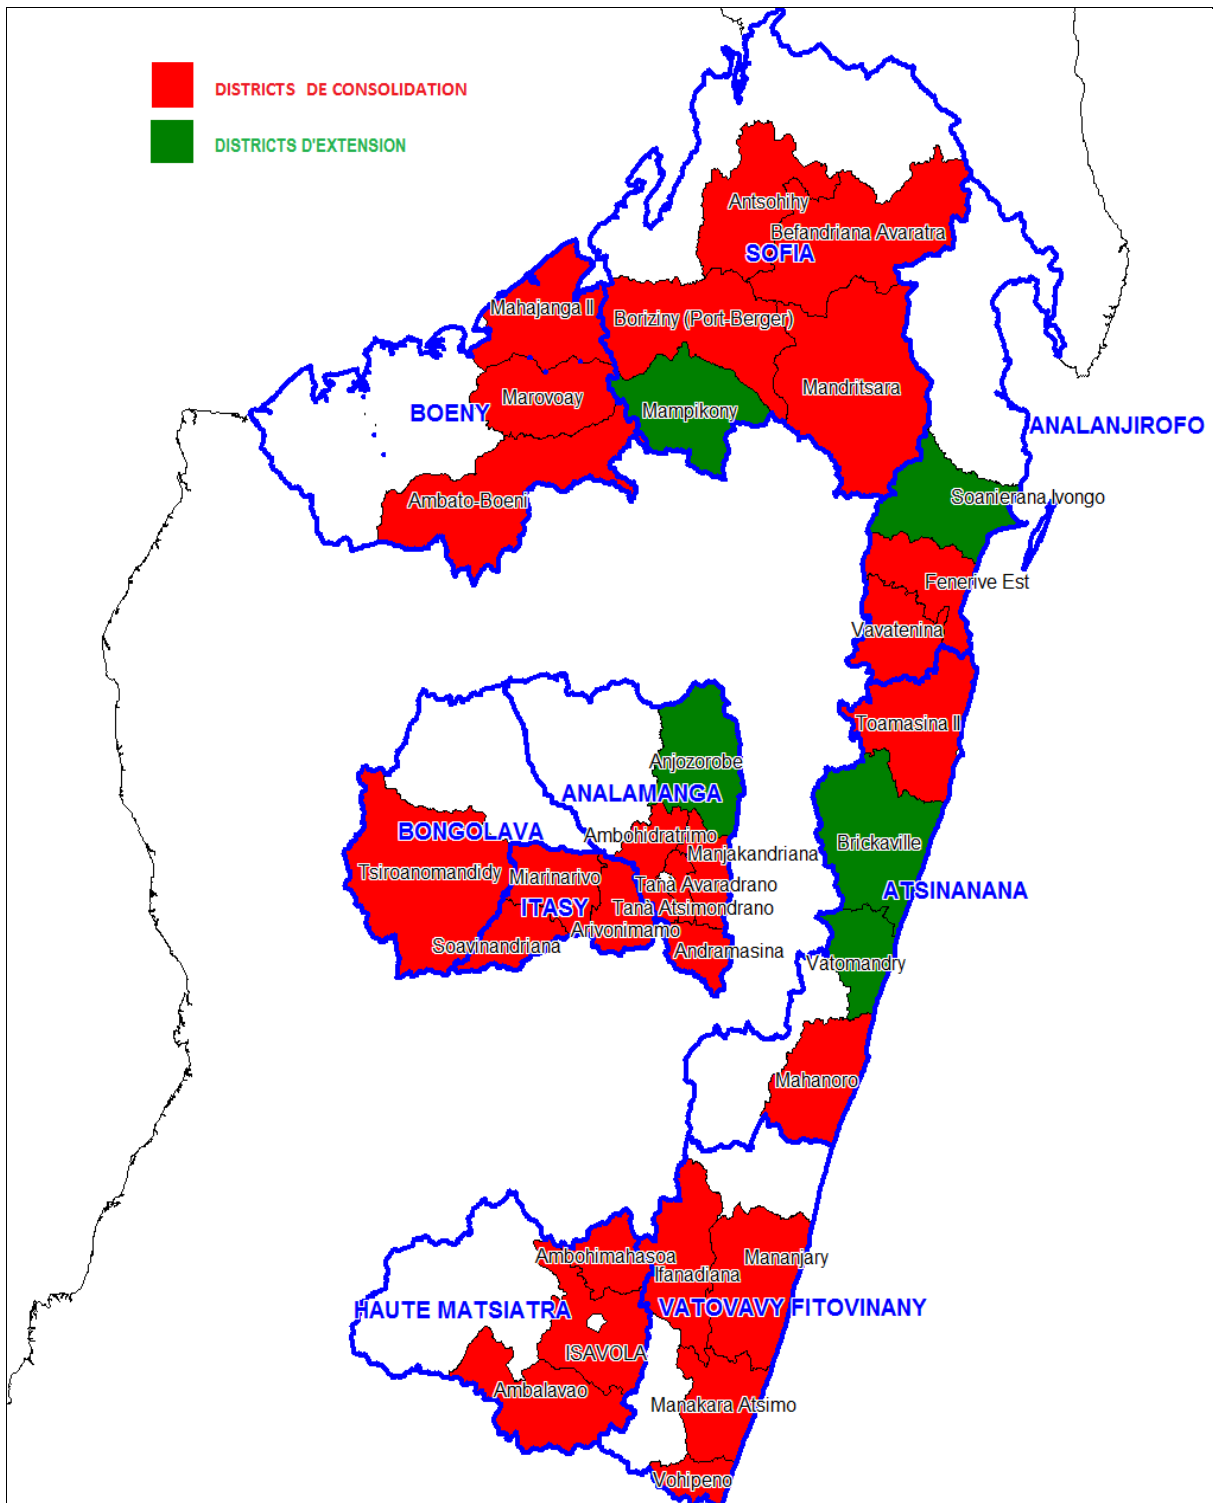 DISTRICTS DE CONSOLIDATION
DISTRICTS D'EXTENSION
Antsohihy
Befandriana Avaratra
SOFIA
Mahajanga II
Boriziny (Port-Berger)
Mandritsara
Marovoay
BOENY
Mampikony
ANALANJIROFO
Ambato-Boeni
Soanierana Ivongo
Fenerive Est
Vavatenina
Toamasina II
Anjozorobe
ANALAMANGA
BONGOLAVA
Ambohidratrimo
Brickaville
Manjakandriana
Tsiroanomandidy
Miarinarivo
Tana Avaradrano
ATSINANANA
ITASY
Tana Atsimondrano
Arivonimamo
Soavinandriana
Andramasina
Vatomandry
Mahanoro
Ambohimahasoa
Mananjary
Ifanadiana
HAUTE MATSIATRA
VATOVAVY FITOVINANY
ISAVOLA
Ambalavao
Manakara Atsimo
Vohipeno